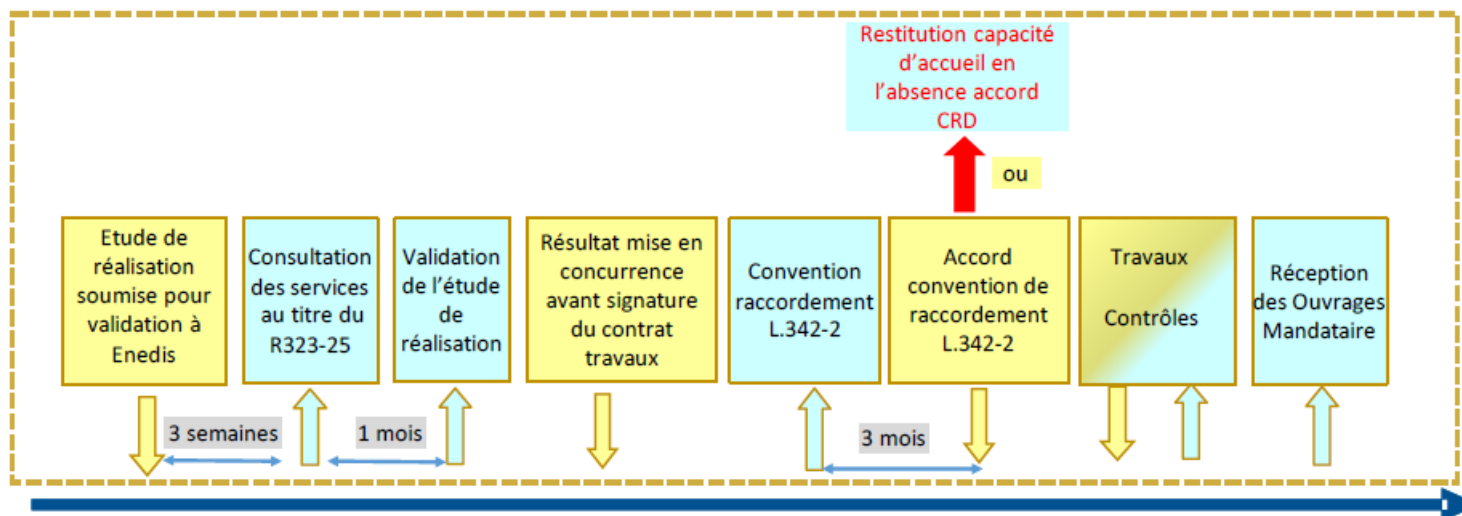 Restitution capacité
d'accueil en
l'absence accord
CRD
ou
Etude de
réalisation
soumise pour
validation à
Enedis
Consultation
des services
au titre du
R323-25
Validation
de l'étude
de
réalisation
Résultat mise en
concurrence
avant signature
du contrat
travaux
Convention
raccordement
L.342-2
Accord
convention de
raccordement
L.342-2
Travaux
Contrôles
Réception
des Ouvrages
Mandataire
3 semaines
1 mois
3 mois